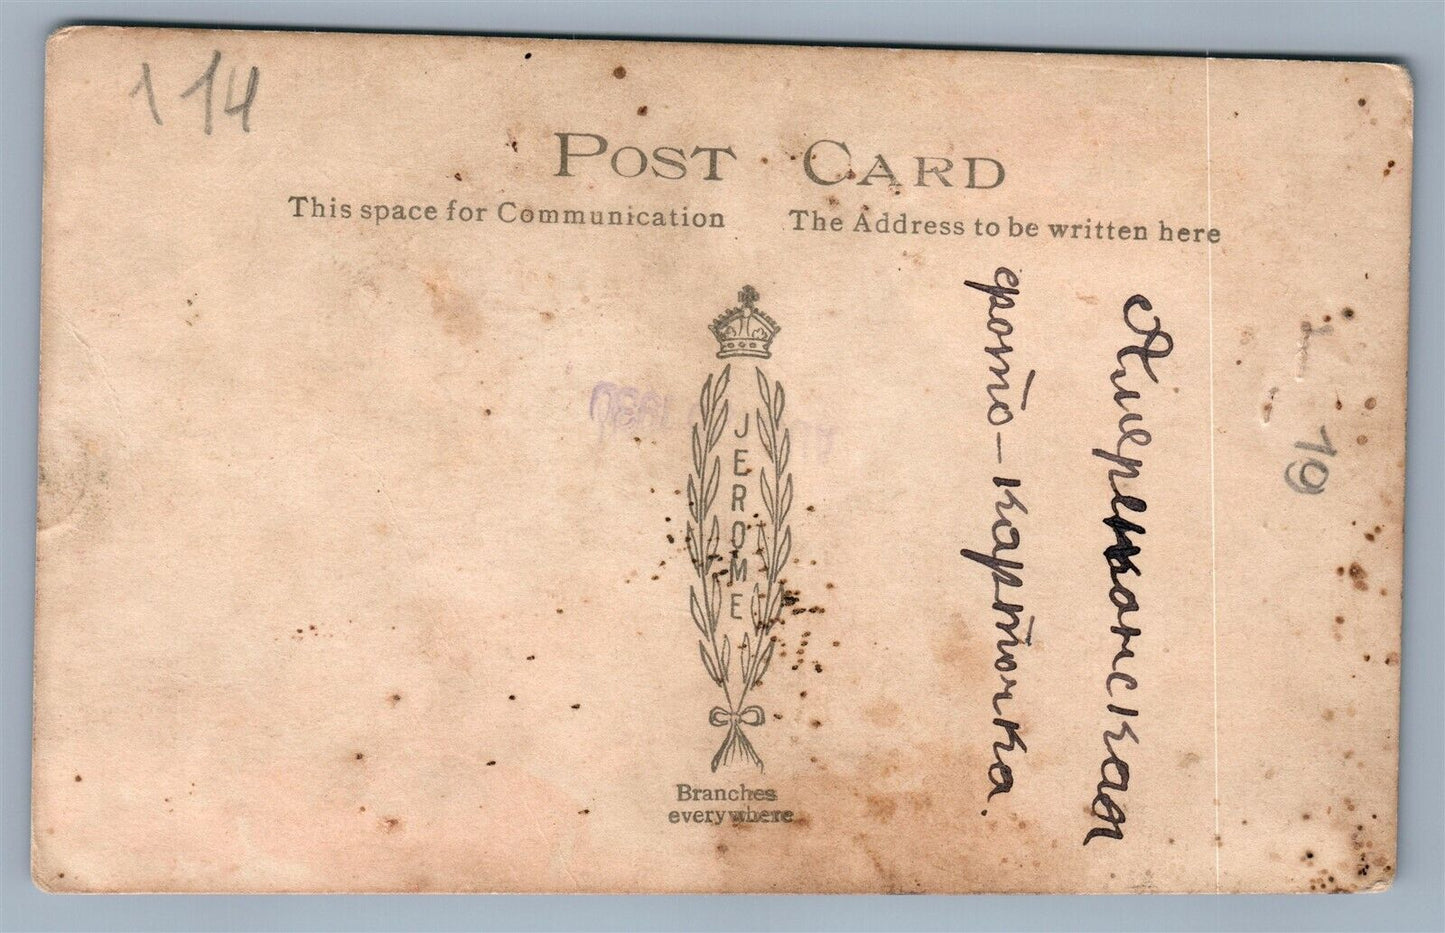 114
POST CARD
This space for Communication
The Address to be written here
JEROME
Branches
everywhere
Американская
фото-карточка.
19